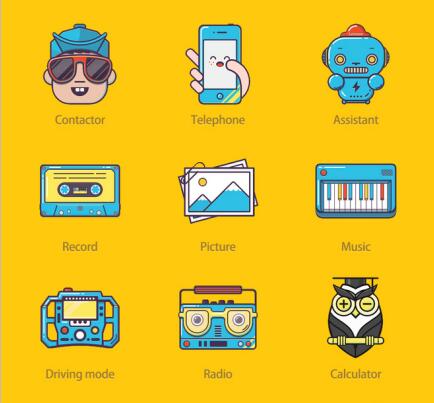 Contactor
Telephone
Assistant
Record
Picture
Music
Driving mode
Radio
Calculator